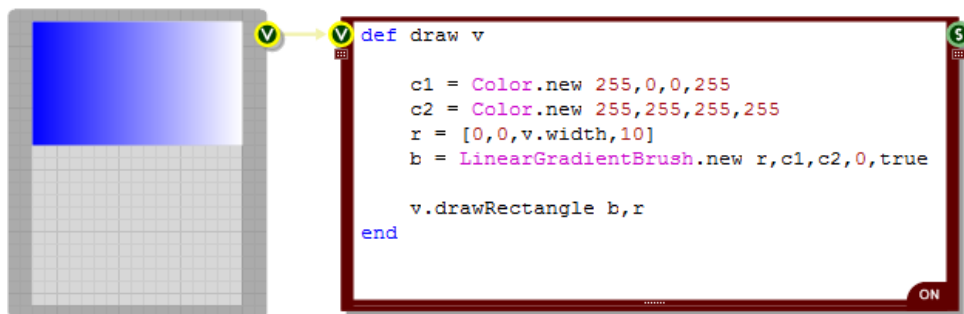 V
V
def draw v
S
c1 = Color.new 255,0,0,255
c2 = Color.new 255,255,255,255
r = [0,0,v.width,10]
b = LinearGradientBrush.new r,c1,c2,0,true
v.drawRectangle b,r
end
ON